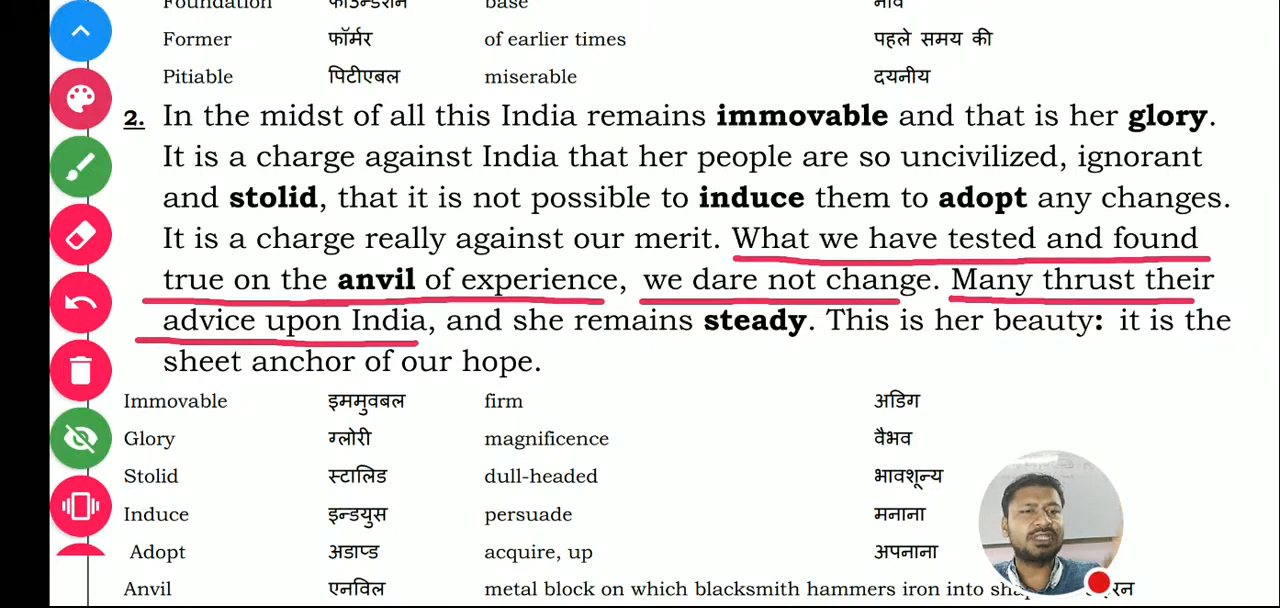 Foundation फाउन्डेशन base नींव
Former फॉर्मर of earlier times पहले समय की
Pitiable पिटीएबल miserable दयनीय
2. In the midst of all this India remains immovable and that is her glory.
It is a charge against India that her people are so uncivilized, ignorant
and stolid, that it is not possible to induce them to adopt any changes.
It is a charge really against our merit. What we have tested and found
true on the anvil of experience, we dare not change. Many thrust their
advice upon India, and she remains steady. This is her beauty: it is the
sheet anchor of our hope.
Immovable इममुवबल firm अडिग
Glory ग्लोरी magnificence वैभव
Stolid स्टालिड dull-headed भावशून्य
Induce इन्डयुस persuade मनाना
Adopt अडाप्ड acquire, up अपनाना
Anvil एनविल metal block on which blacksmith hammers iron into